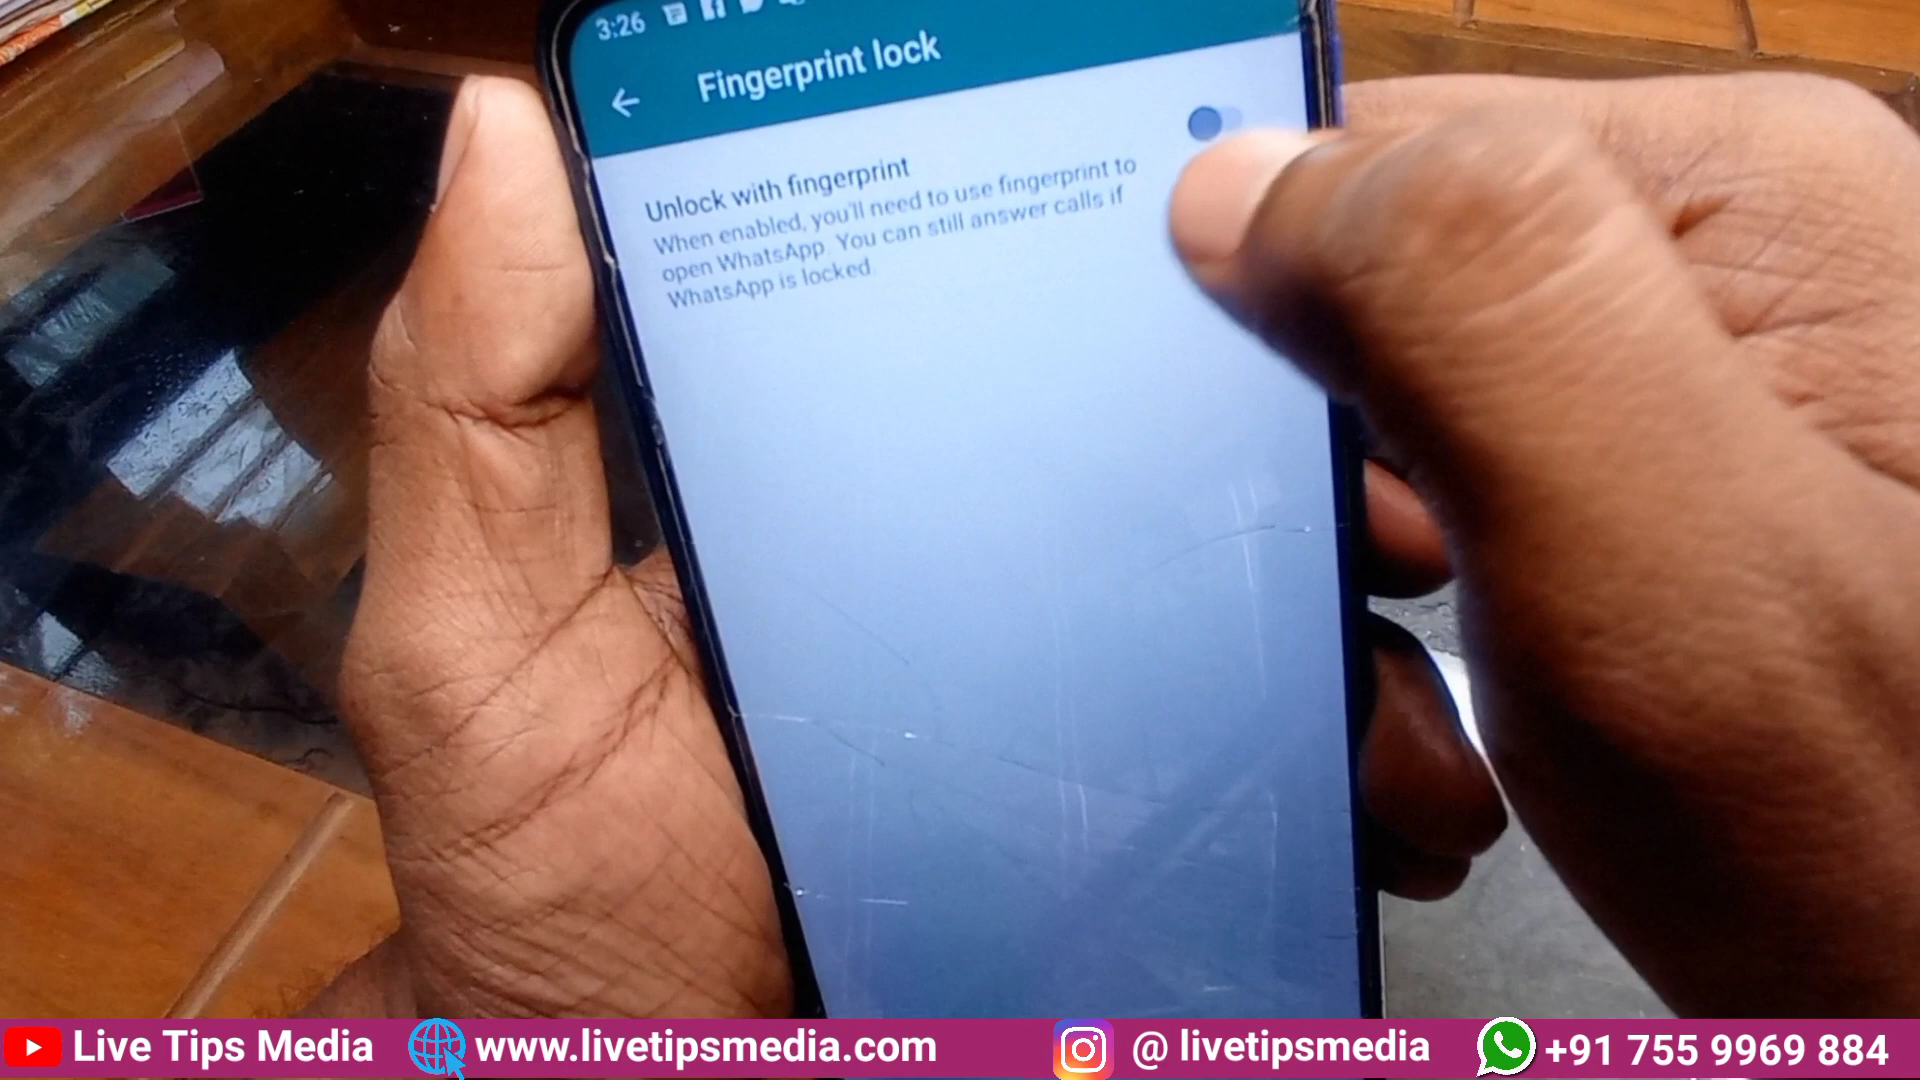 3:26
Fingerprint lock
Unlock with fingerprint
When enabled, you'll need to use fingerprint to
open WhatsApp. You can still answer calls if
WhatsApp is locked.
Live Tips Media
www.livetipsmedia.com
@ livetipsmedia
+91 755 9969 884